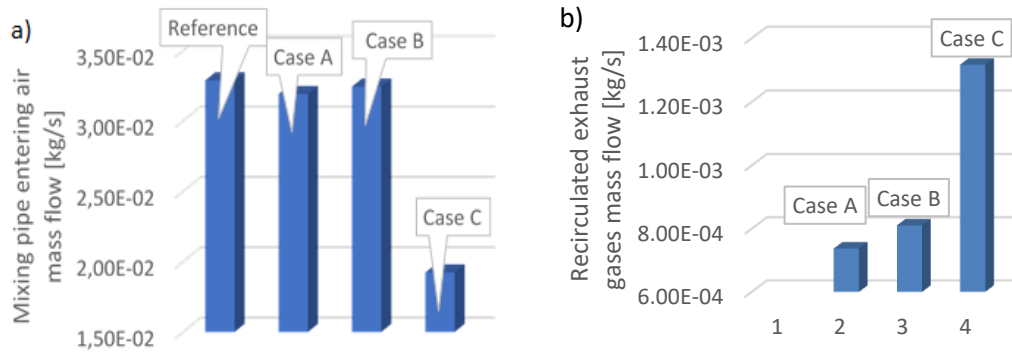 a)
Mixing pipe entering air
mass flow [kg/s]
3,50E-02
3,00E-02
2,50E-02
2,00E-02
1,50E-02
Reference
Case A
Case B
Case C
b)
Recirculated exhaust
gases mass flow [kg/s]
1.40E-03
1.20E-03
1.00E-03
8.00E-04
6.00E-04
Case A
Case B
Case C
1 2 3 4